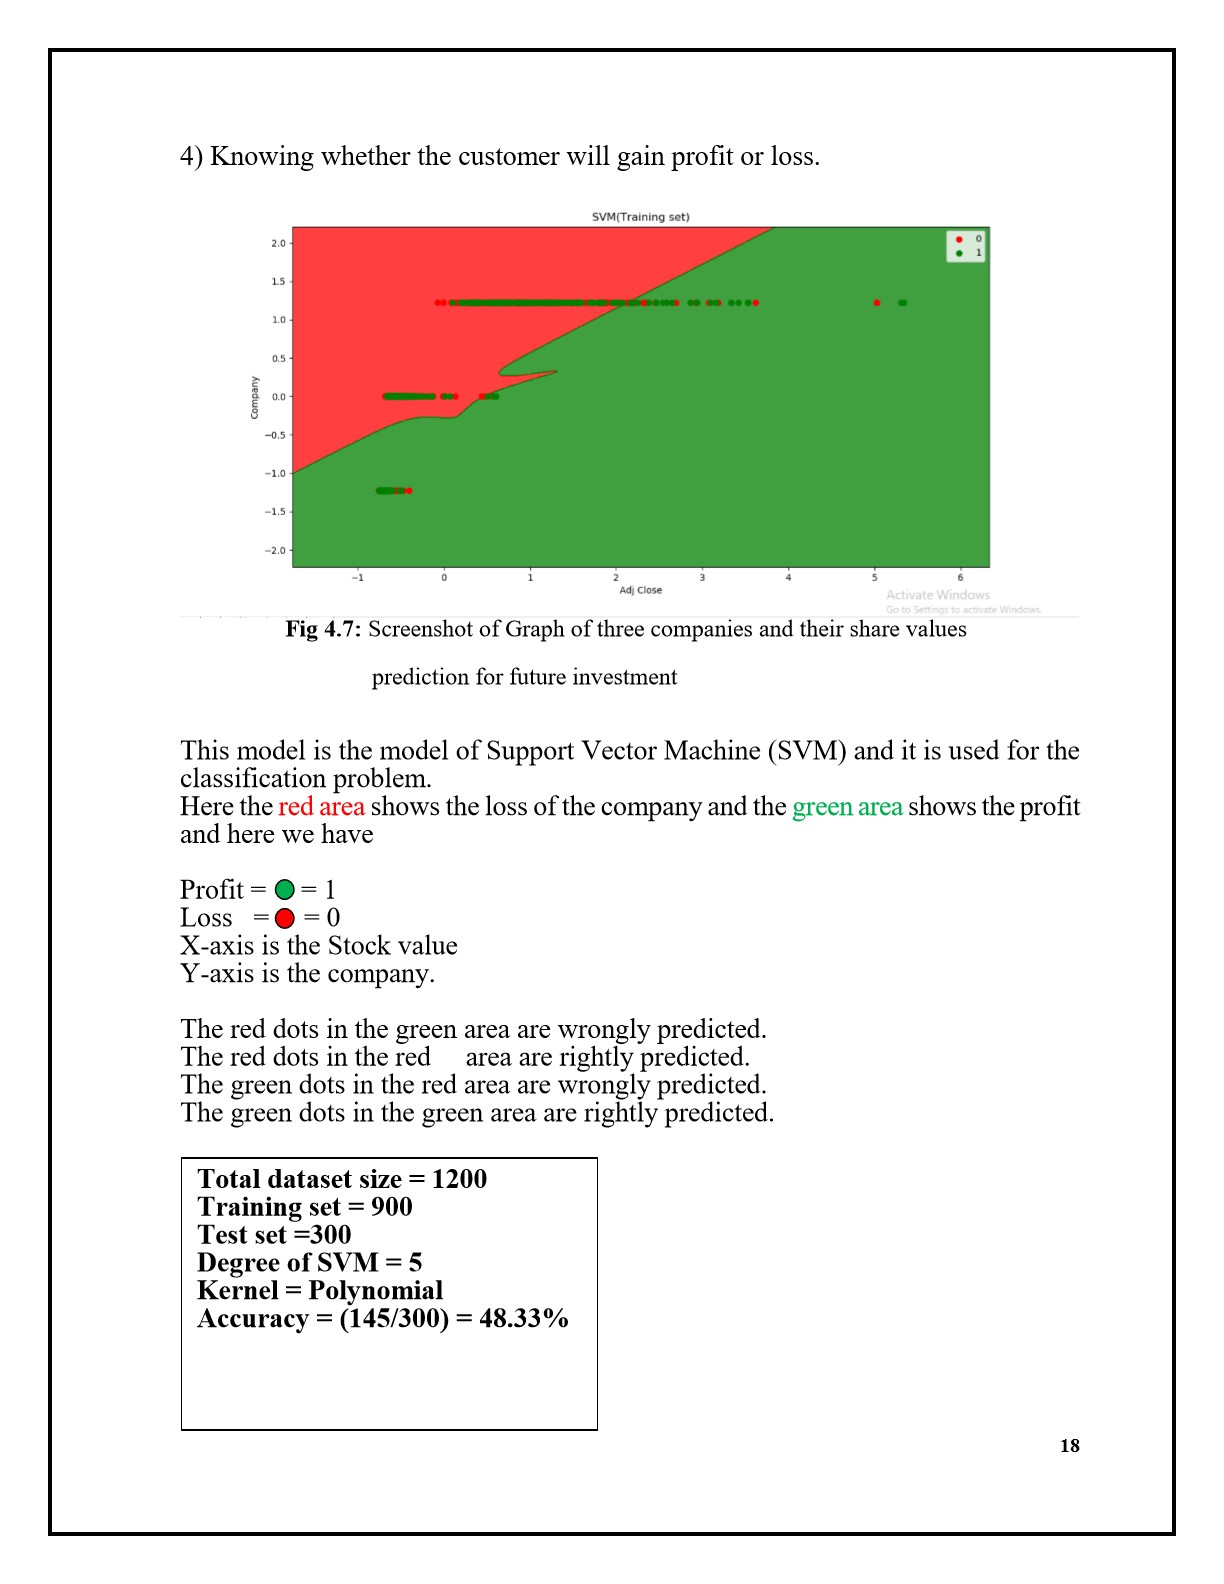 4) Knowing whether the customer will gain profit or loss.
SVM(Training set)
0
1
2.0
1.5
1.0
0.5
0.0
−0.5
−1.0
−1.5
−2.0
Company
−1 0 1 2 3 4 5 6
Adj Close
Activate Windows
Go to Settings to activate Windows.
Fig 4.7: Screenshot of Graph of three companies and their share values
prediction for future investment
This model is the model of Support Vector Machine (SVM) and it is used for the
classification problem.
Here the red area shows the loss of the company and the green area shows the profit
and here we have
Profit = = 1
Loss = = 0
X-axis is the Stock value
Y-axis is the company.
The red dots in the green area are wrongly predicted.
The red dots in the red area are rightly predicted.
The green dots in the red area are wrongly predicted.
The green dots in the green area are rightly predicted.
Total dataset size = 1200
Training set = 900
Test set =300
Degree of SVM = 5
Kernel = Polynomial
Accuracy = (145/300) = 48.33%
18